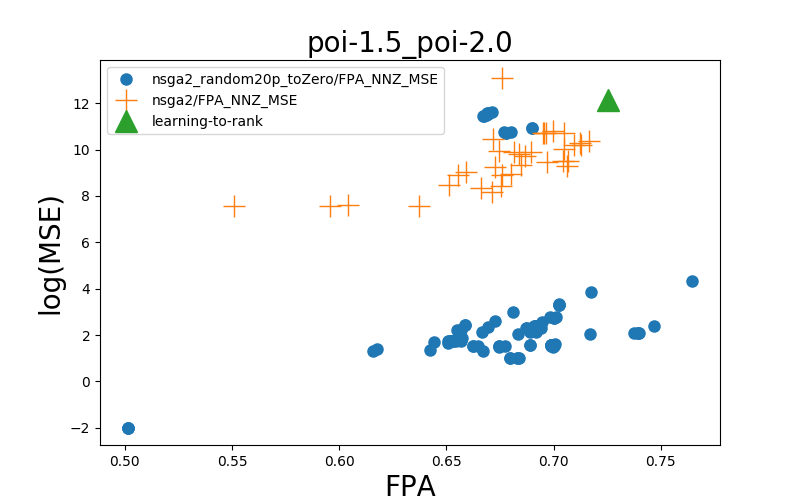 poi-1.5_poi-2.0
nsga2_random20p_toZero/FPA_NNZ_MSE
nsga2/FPA_NNZ_MSE
learning-to-rank
log(MSE)
12
10
8
6
4
2
0
−2
0.50 0.55 0.60 0.65 0.70 0.75
FPA